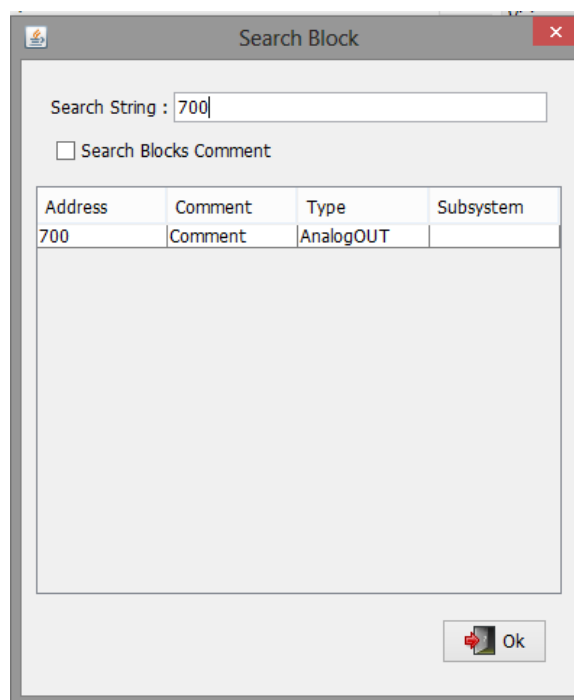 Search Block
Search String : 700
Search Blocks Comment
Address Comment Type Subsystem
700 Comment AnalogOUT
Ok